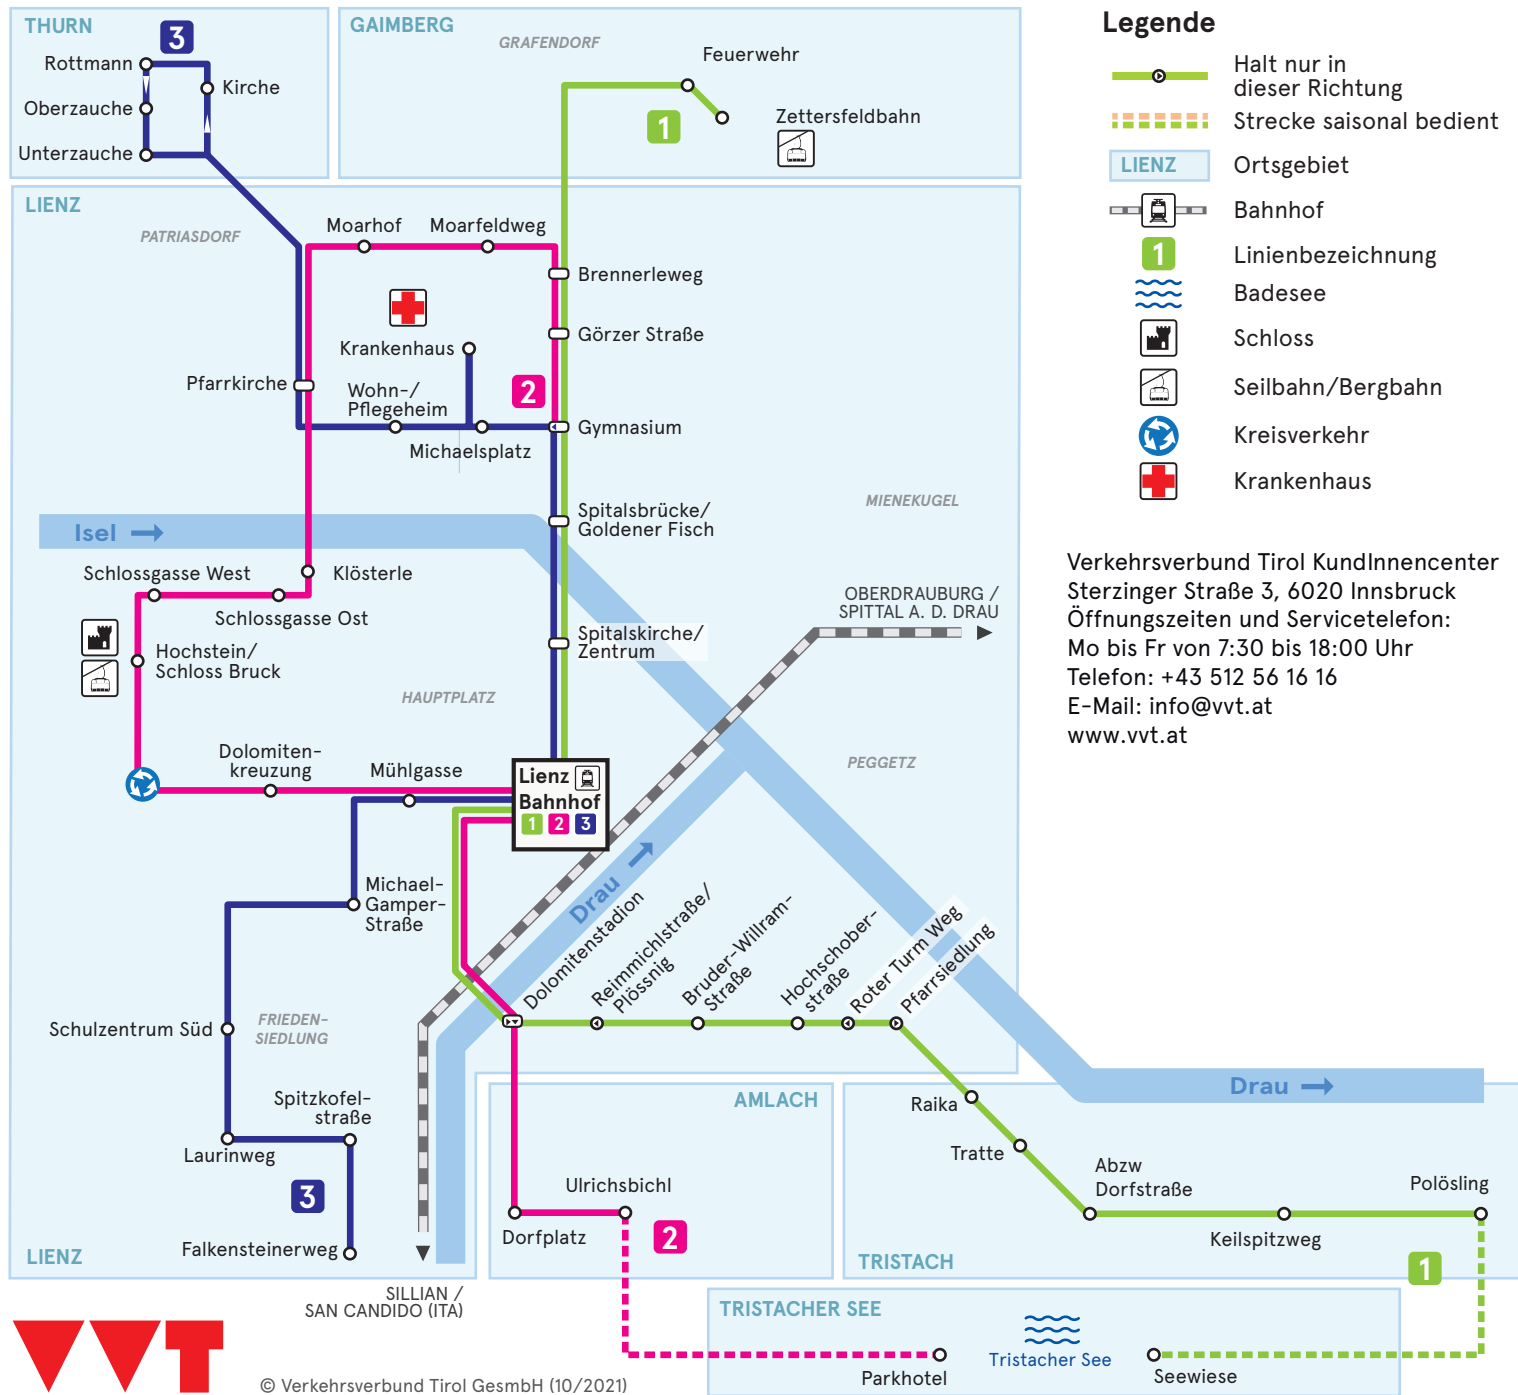 THURN
3
Rottmann
Kirche
Oberzauche
Unterzauche
GAIMBERG
GRAFENDORF
Feuerwehr
1
Zettersfeldbahn
LIENZ
PATRIASDORF
Moarhof
Moarfeldweg
Brennerleweg
Görzer Straße
Krankenhaus
Pfarrkirche
Wohn-/
Pflegeheim
2
Michaelsplatz
Gymnasium
MIENEKUGEL
Isel
Spitalsbrücke/
Goldener Fisch
Schlossgasse West
Klösterle
Schlossgasse Ost
OBERDRAUBURG /
SPITTAL A. D. DRAU
Hochstein/
Schloss Bruck
Spitalskirche/
Zentrum
HAUPTPLATZ
PEGGETZ
Dolomiten-
kreuzung
Mühlgasse
Lienz
Bahnhof
1 2 3
Michael-
Gamper-
Straße
Drau
Dolomitenstadion
Reimmichlstraße/
Plössnig
Bruder-Willram-
Straße
Hochschober-
straße
Roter Turm Weg
Pfarrsiedlung
Schulzentrum Süd
FRIEDEN-
SIEDLUNG
Spitzkofel-
straße
Laurinweg
3
Falkensteinerweg
LIENZ
SILLIAN /
SAN CANDIDO (ITA)
AMLACH
Ulrichsbichl
Dorfplatz
2
Drau
Raika
Tratte
Abzw
Dorfstraße
Polösling
Keilspitzweg
TRISTACH
1
TRISTACHER SEE
Tristacher See
Parkhotel
Seewiese
Legende
Halt nur in
dieser Richtung
Strecke saisonal bedient
LIENZ Ortsgebiet
Bahnhof
1 Linienbezeichnung
Badesee
Schloss
Seilbahn/Bergbahn
Kreisverkehr
Krankenhaus
Verkehrsverbund Tirol KundInnencenter
Sterzinger Straße 3, 6020 Innsbruck
Öffnungszeiten und Servicetelefon:
Mo bis Fr von 7:30 bis 18:00 Uhr
Telefon: +43 512 56 16 16
E-Mail: info@vvt.at
www.vvt.at
VVT
© Verkehrsverbund Tirol GesmbH (10/2021)